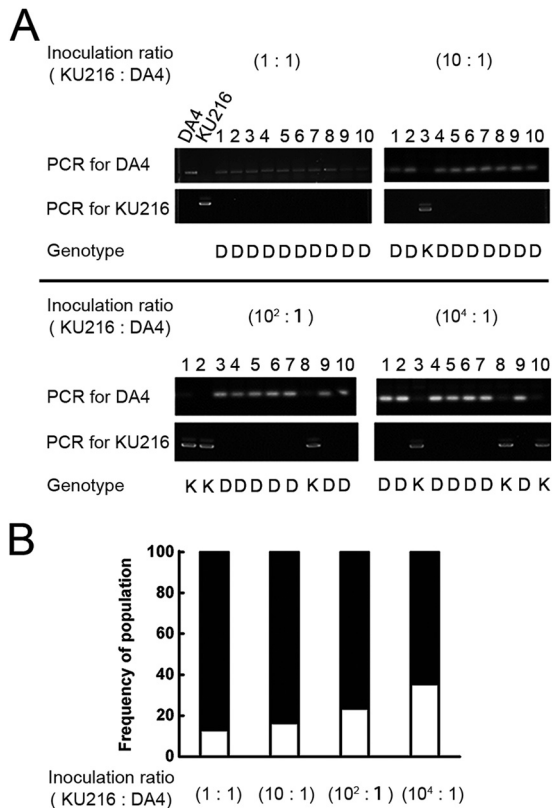 A
Inoculation ratio
( KU216 : DA4)
(1 : 1)
(10 : 1)
DA4
KU216
1 2 3 4 5 6 7 8 9 10
1 2 3 4 5 6 7 8 9 10
PCR for DA4
PCR for KU216
Genotype
D D D D D D D D D D
D D K D D D D D D D
Inoculation ratio
( KU216 : DA4)
(10² : 1 )
(10⁴ : 1)
1 2 3 4 5 6 7 8 9 10
1 2 3 4 5 6 7 8 9 10
PCR for DA4
PCR for KU216
Genotype
K K D D D D D K D D
D D K D D D D K D K
B
Frequency of population
100
80
60
40
20
0
Inoculation ratio
( KU216 : DA4)
(1 : 1)
(10 : 1)
(10² : 1)
(10⁴ : 1)